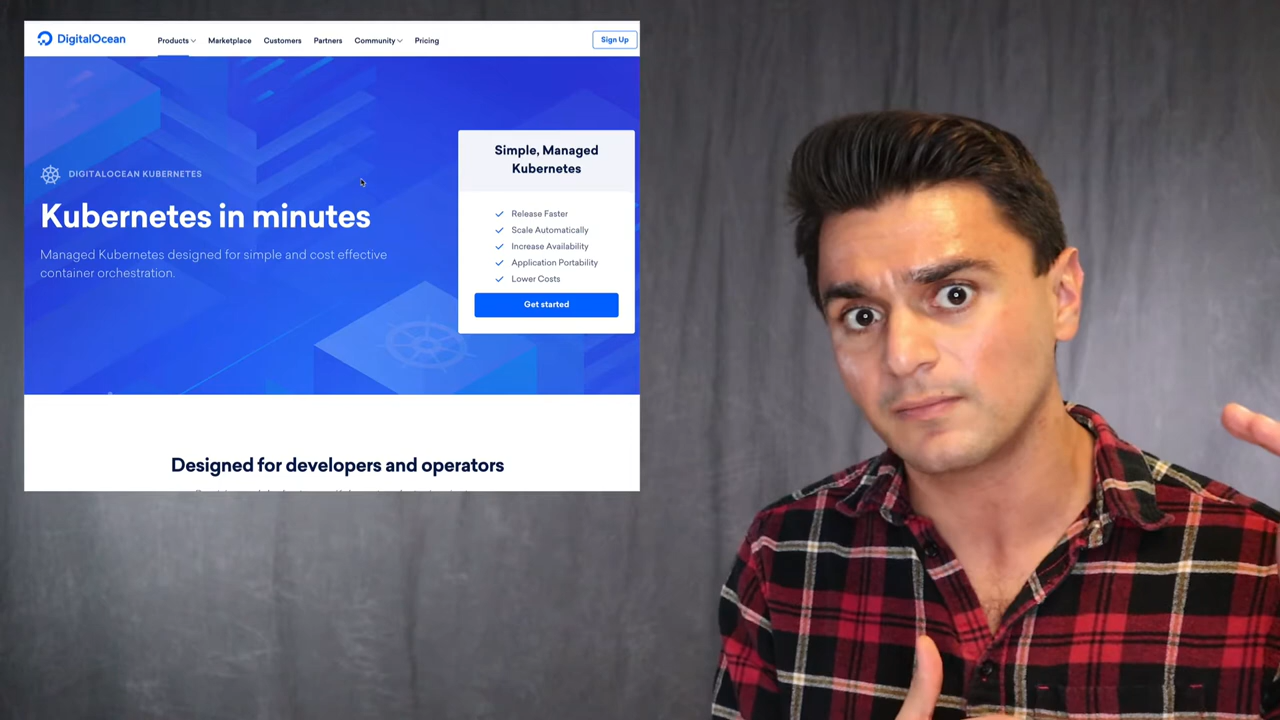 DigitalOcean
Products
Marketplace
Customers
Partners
Community
Pricing
Sign Up
DIGITALOCEAN KUBERNETES
Kubernetes in minutes
Managed Kubernetes designed for simple and cost effective
container orchestration.
Simple, Managed
Kubernetes
Release Faster
Scale Automatically
Increase Availability
Application Portability
Lower Costs
Get started
Designed for developers and operators